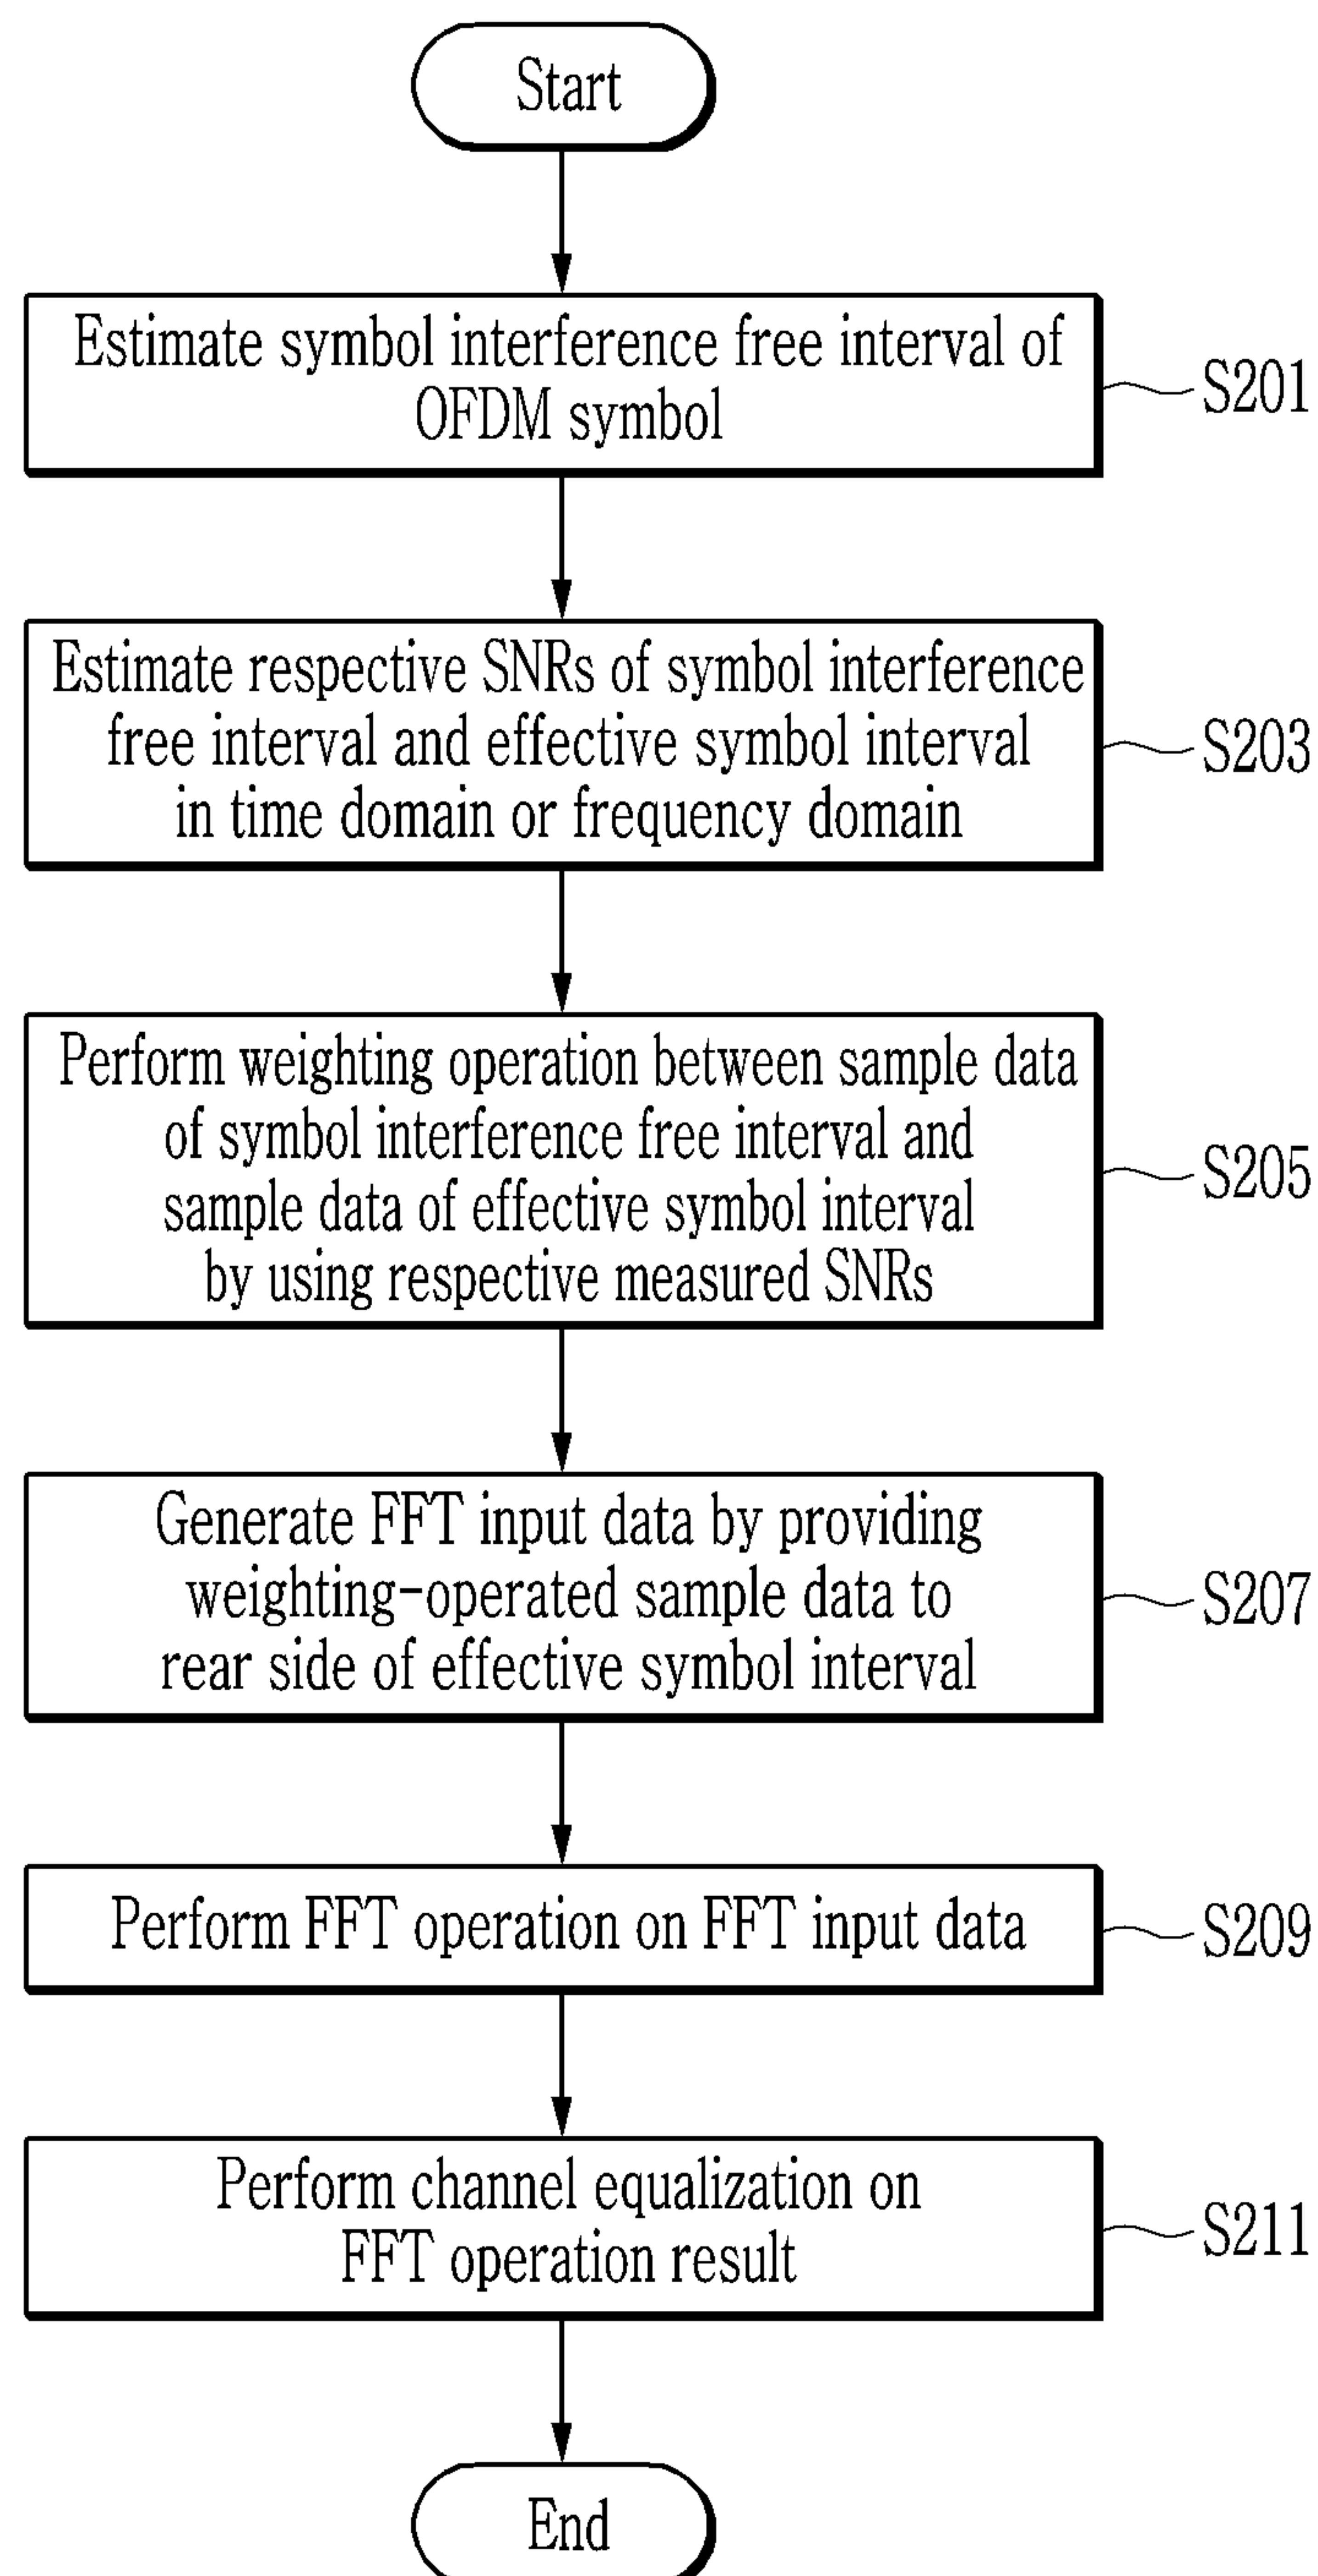 Start
Estimate symbol interference free interval of
OFDM symbol
S201
Estimate respective SNRs of symbol interference
free interval and effective symbol interval
in time domain or frequency domain
S203
Perform weighting operation between sample data
of symbol interference free interval and
sample data of effective symbol interval
by using respective measured SNRs
S205
Generate FFT input data by providing
weighting-operated sample data to
rear side of effective symbol interval
S207
Perform FFT operation on FFT input data
S209
Perform channel equalization on
FFT operation result
S211
End